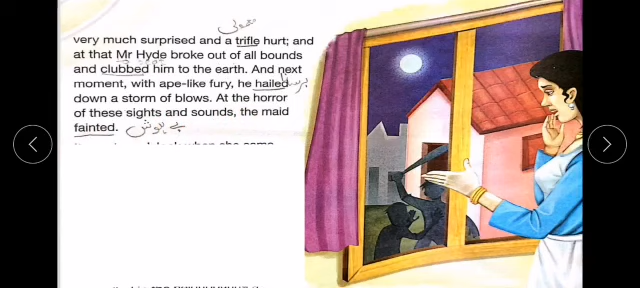 معمولی
very much surprised and a trifle hurt; and
at that Mr Hyde broke out of all bounds
and clubbed him to the earth. And next
moment, with ape-like fury, he hailed
down a storm of blows. At the horror
of these sights and sounds, the maid
fainted. بے ہوش